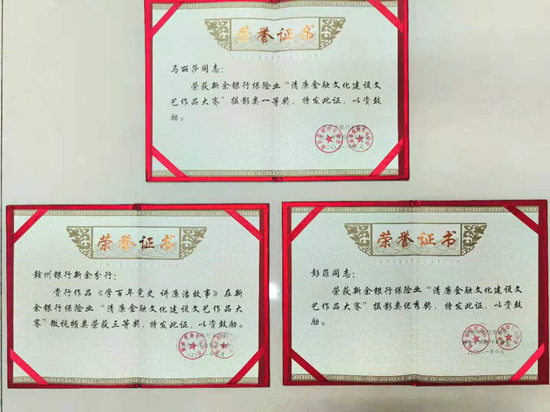 荣誉证书
马丽莎同志：
荣获新余银行保险业“清廉金融文化建设文
艺作品大赛”摄影类一等奖，特发此证，以资鼓
励。
荣誉证书
赣州银行新余分行：
贵行作品《学百年党史 讲廉洁故事》在新
余银行保险业“清廉金融文化建设文艺作品大
赛”微视频类荣获三等奖，特发此证，以资鼓励。
荣誉证书
彭菲同志：
荣获新余银行保险业“清廉金融文化建设文
艺作品大赛”摄影类优秀奖，特发此证，以资鼓
励。